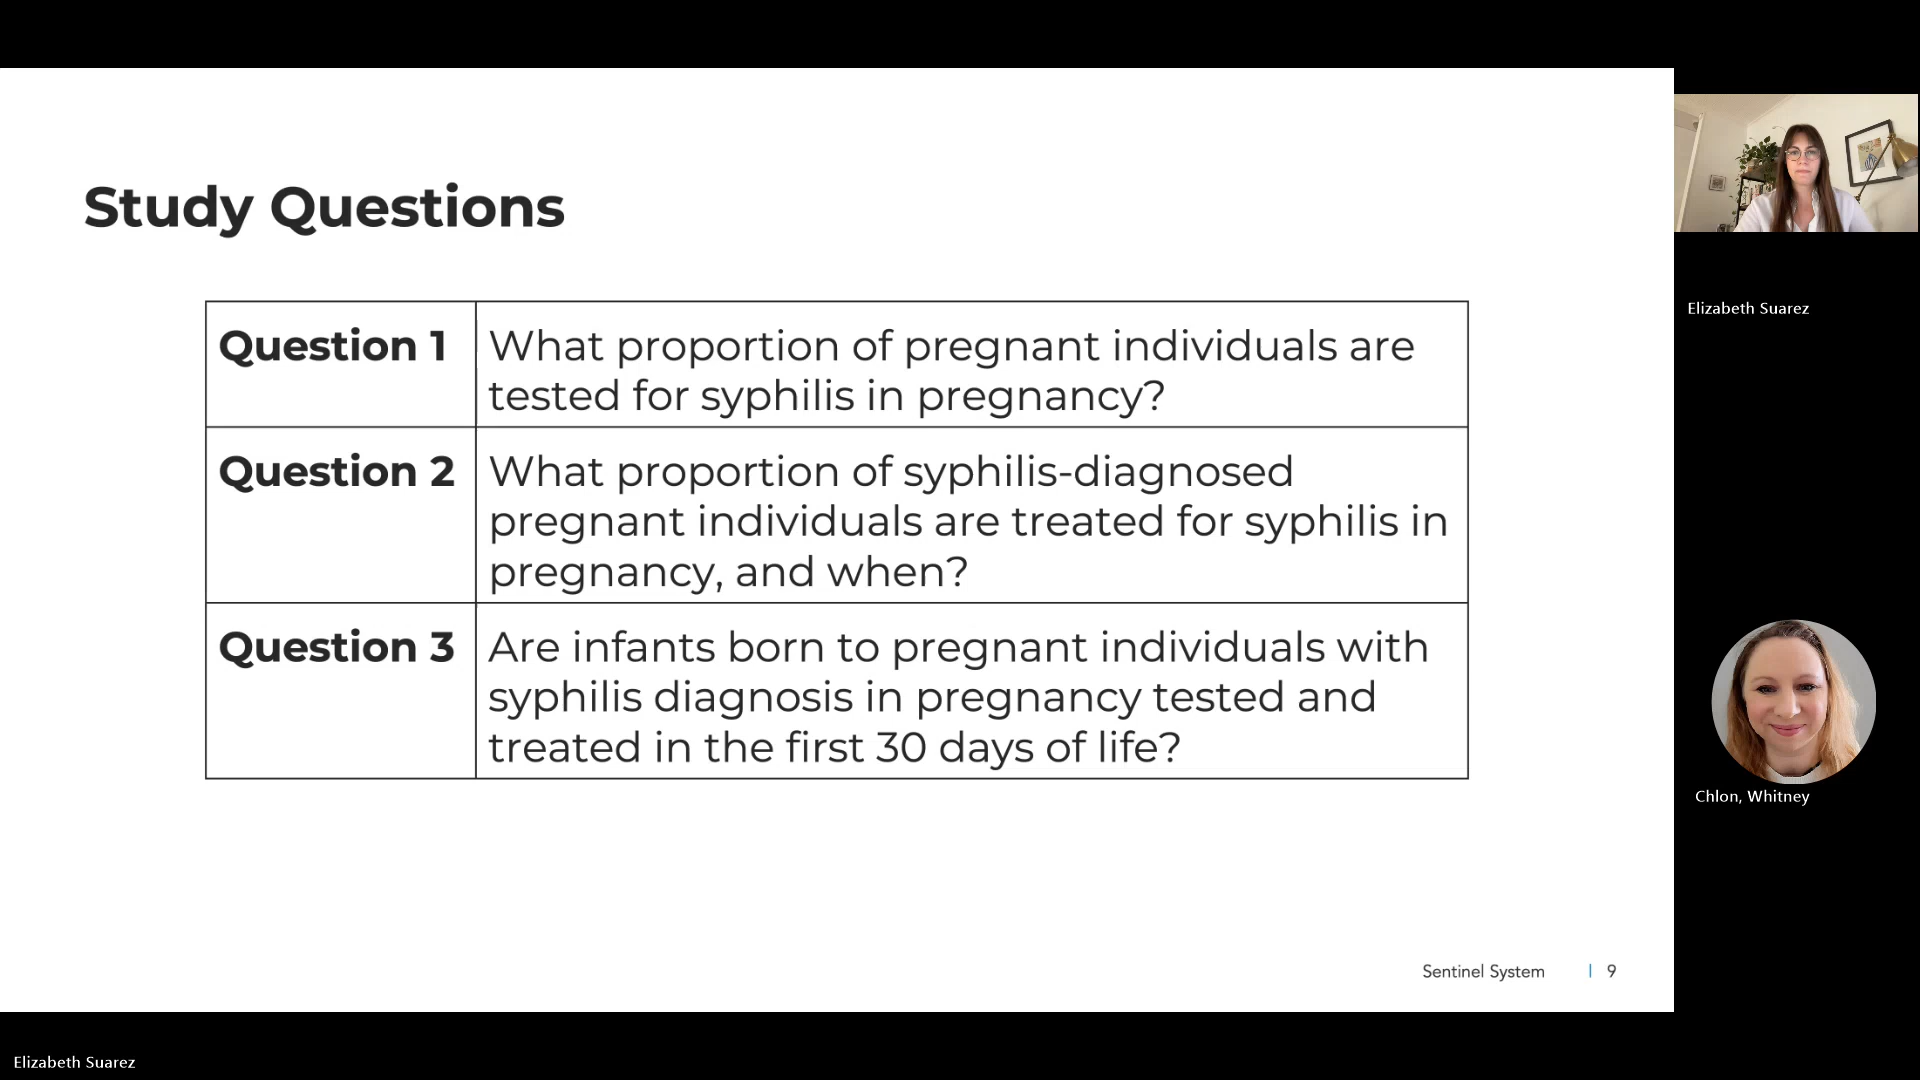 Study Questions
Question 1
What proportion of pregnant individuals are
tested for syphilis in pregnancy?
Question 2
What proportion of syphilis-diagnosed
pregnant individuals are treated for syphilis in
pregnancy, and when?
Question 3
Are infants born to pregnant individuals with
syphilis diagnosis in pregnancy tested and
treated in the first 30 days of life?
Sentinel System | 9
Elizabeth Suarez
Chlon, Whitney
Elizabeth Suarez